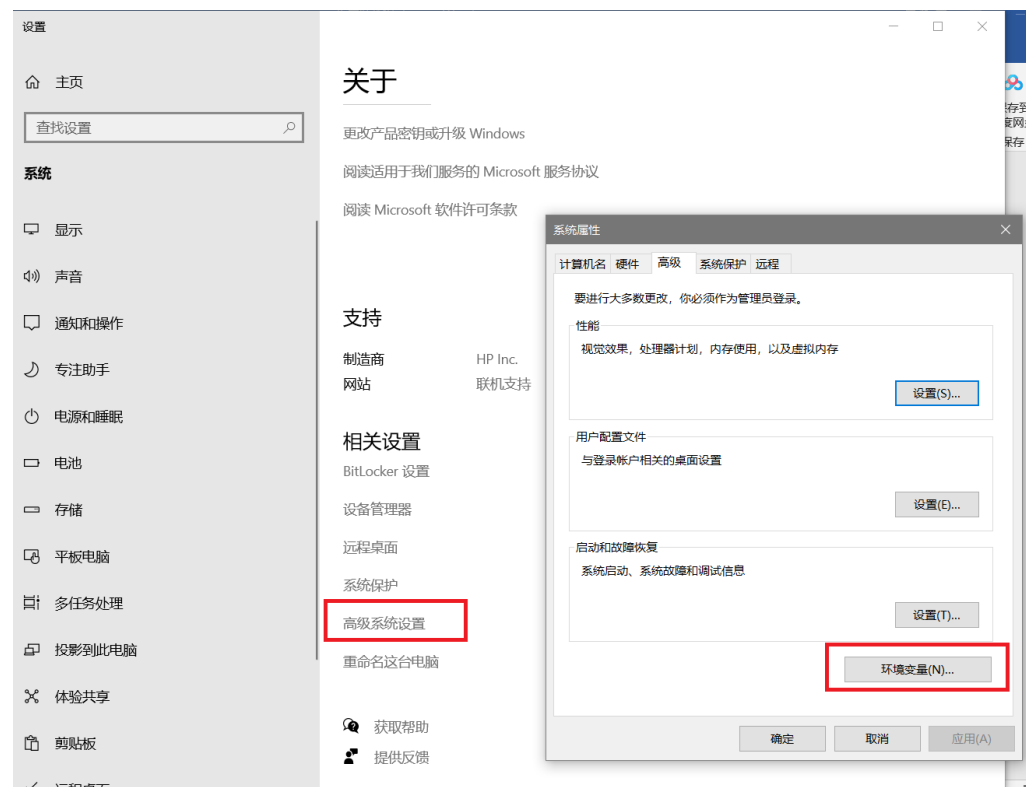 设置
主页
查找设置
系统
显示
声音
通知和操作
专注助手
电源和睡眠
电池
存储
平板电脑
多任务处理
投影到此电脑
体验共享
剪贴板
远程桌面
关于
更改产品密钥或升级 Windows
阅读适用于我们服务的 Microsoft 服务协议
阅读 Microsoft 软件许可条款
支持
制造商 HP Inc.
网站 联机支持
相关设置
BitLocker 设置
设备管理器
远程桌面
系统保护
高级系统设置
重命名这台电脑
获取帮助
提供反馈
系统属性
计算机名 硬件 高级 系统保护 远程
要进行大多数更改，你必须作为管理员登录。
性能
视觉效果，处理器计划，内存使用，以及虚拟内存
设置(S)...
用户配置文件
与登录帐户相关的桌面设置
设置(E)...
启动和故障恢复
系统启动、系统故障和调试信息
设置(T)...
环境变量(N)...
确定 取消 应用(A)
存到
度网
保存